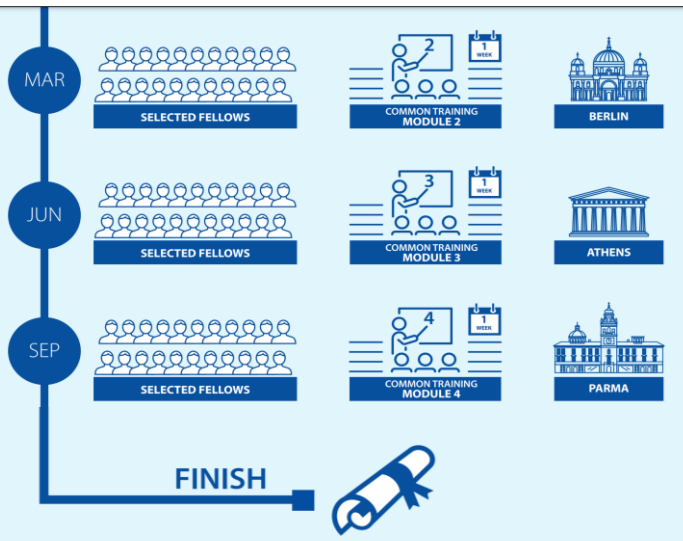 MAR
SELECTED FELLOWS
2
1
WEEK
COMMON TRAINING
MODULE 2
BERLIN
JUN
SELECTED FELLOWS
3
1
WEEK
COMMON TRAINING
MODULE 3
ATHENS
SEP
SELECTED FELLOWS
4
1
WEEK
COMMON TRAINING
MODULE 4
PARMA
FINISH